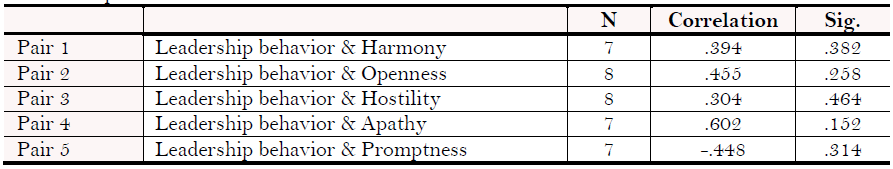 N Correlation Sig.
Pair 1 Leadership behavior & Harmony 7 .394 .382
Pair 2 Leadership behavior & Openness 8 .455 .258
Pair 3 Leadership behavior & Hostility 8 .304 .464
Pair 4 Leadership behavior & Apathy 7 .602 .152
Pair 5 Leadership behavior & Promptness 7 -.448 .314